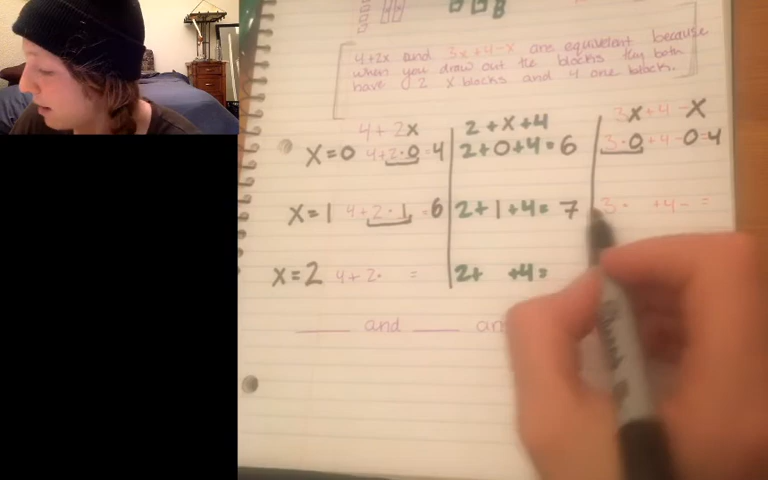 4+2x and 3x+4-x are equivalent because
when you draw out the blocks they both
have 2 x blocks and 4 one block.
4+2x 2+x+4 3x+4-x
x=0 4+2·0=4 2+0+4=6 3·0+4-0=4
x=1 4+2·1=6 2+1+4=7 3· +4- =
x=2 4+2· = 2+ +4=
and an